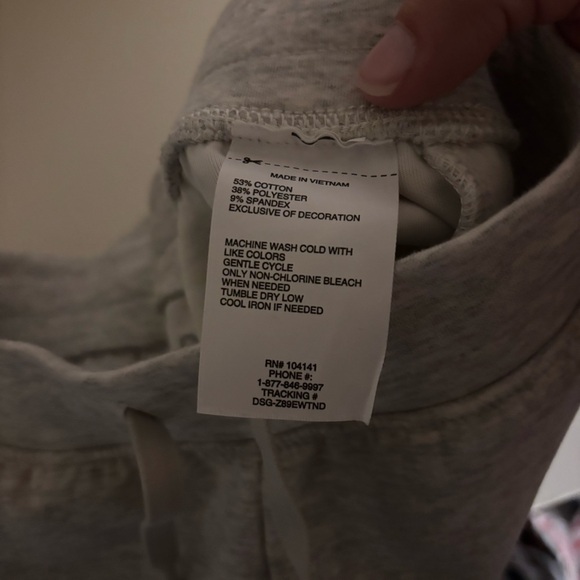 MADE IN VIETNAM
53% COTTON
38% POLYESTER
9% SPANDEX
EXCLUSIVE OF DECORATION
MACHINE WASH COLD WITH
LIKE COLORS
GENTLE CYCLE
ONLY NON-CHLORINE BLEACH
WHEN NEEDED
TUMBLE DRY LOW
COOL IRON IF NEEDED
RN# 104141
PHONE #:
1-877-846-9997
TRACKING #
DSG-Z89EWTND